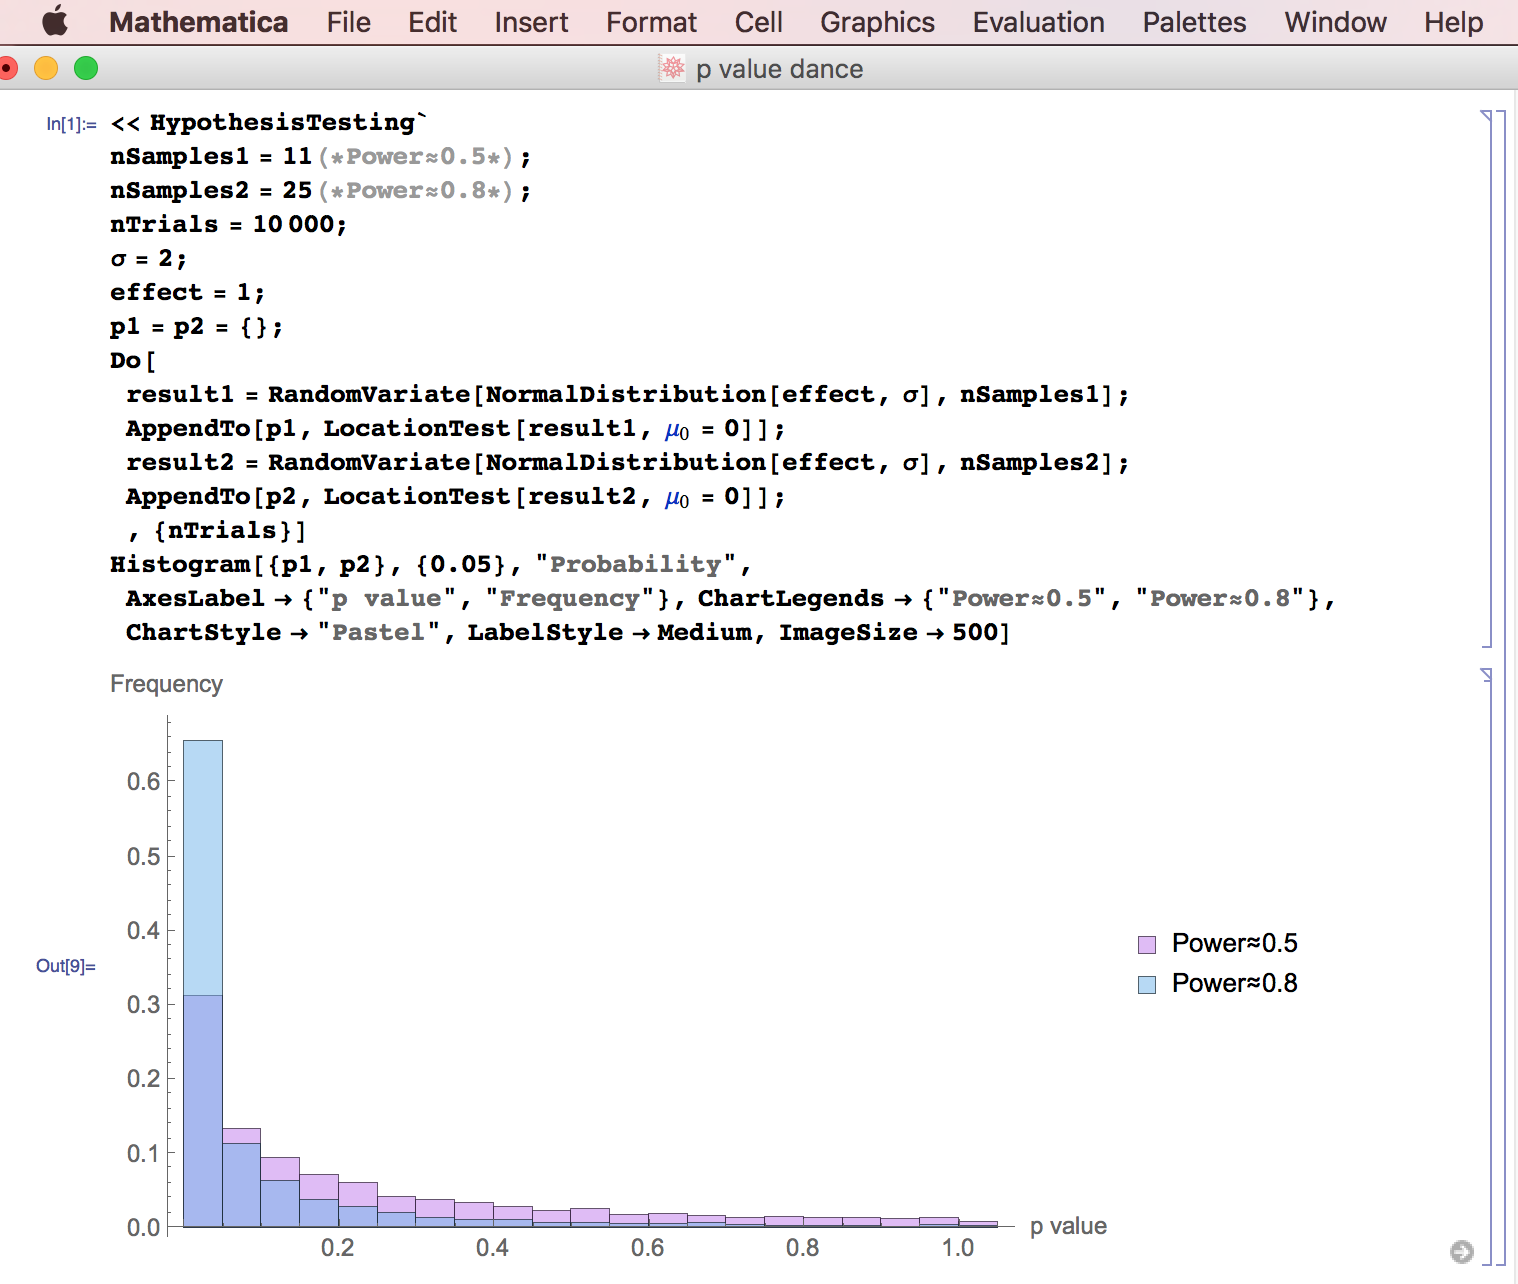 Mathematica File Edit Insert Format Cell Graphics Evaluation Palettes Window Help
p value dance
In[1]:= << HypothesisTesting`
nSamples1 = 11 (*Power≈0.5*);
nSamples2 = 25 (*Power≈0.8*);
nTrials = 10 000;
σ = 2;
effect = 1;
p1 = p2 = {};
Do[
result1 = RandomVariate[NormalDistribution[effect, σ], nSamples1];
AppendTo[p1, LocationTest[result1, μ0 = 0]];
result2 = RandomVariate[NormalDistribution[effect, σ], nSamples2];
AppendTo[p2, LocationTest[result2, μ0 = 0]];
, {nTrials}]
Histogram[{p1, p2}, {0.05}, "Probability",
AxesLabel → {"p value", "Frequency"}, ChartLegends → {"Power≈0.5", "Power≈0.8"},
ChartStyle → "Pastel", LabelStyle → Medium, ImageSize → 500]
Frequency
0.6
0.5
0.4
Power≈0.5
Out[9]=
Power≈0.8
0.3
0.2
0.1
0.0
p value
0.2 0.4 0.6 0.8 1.0